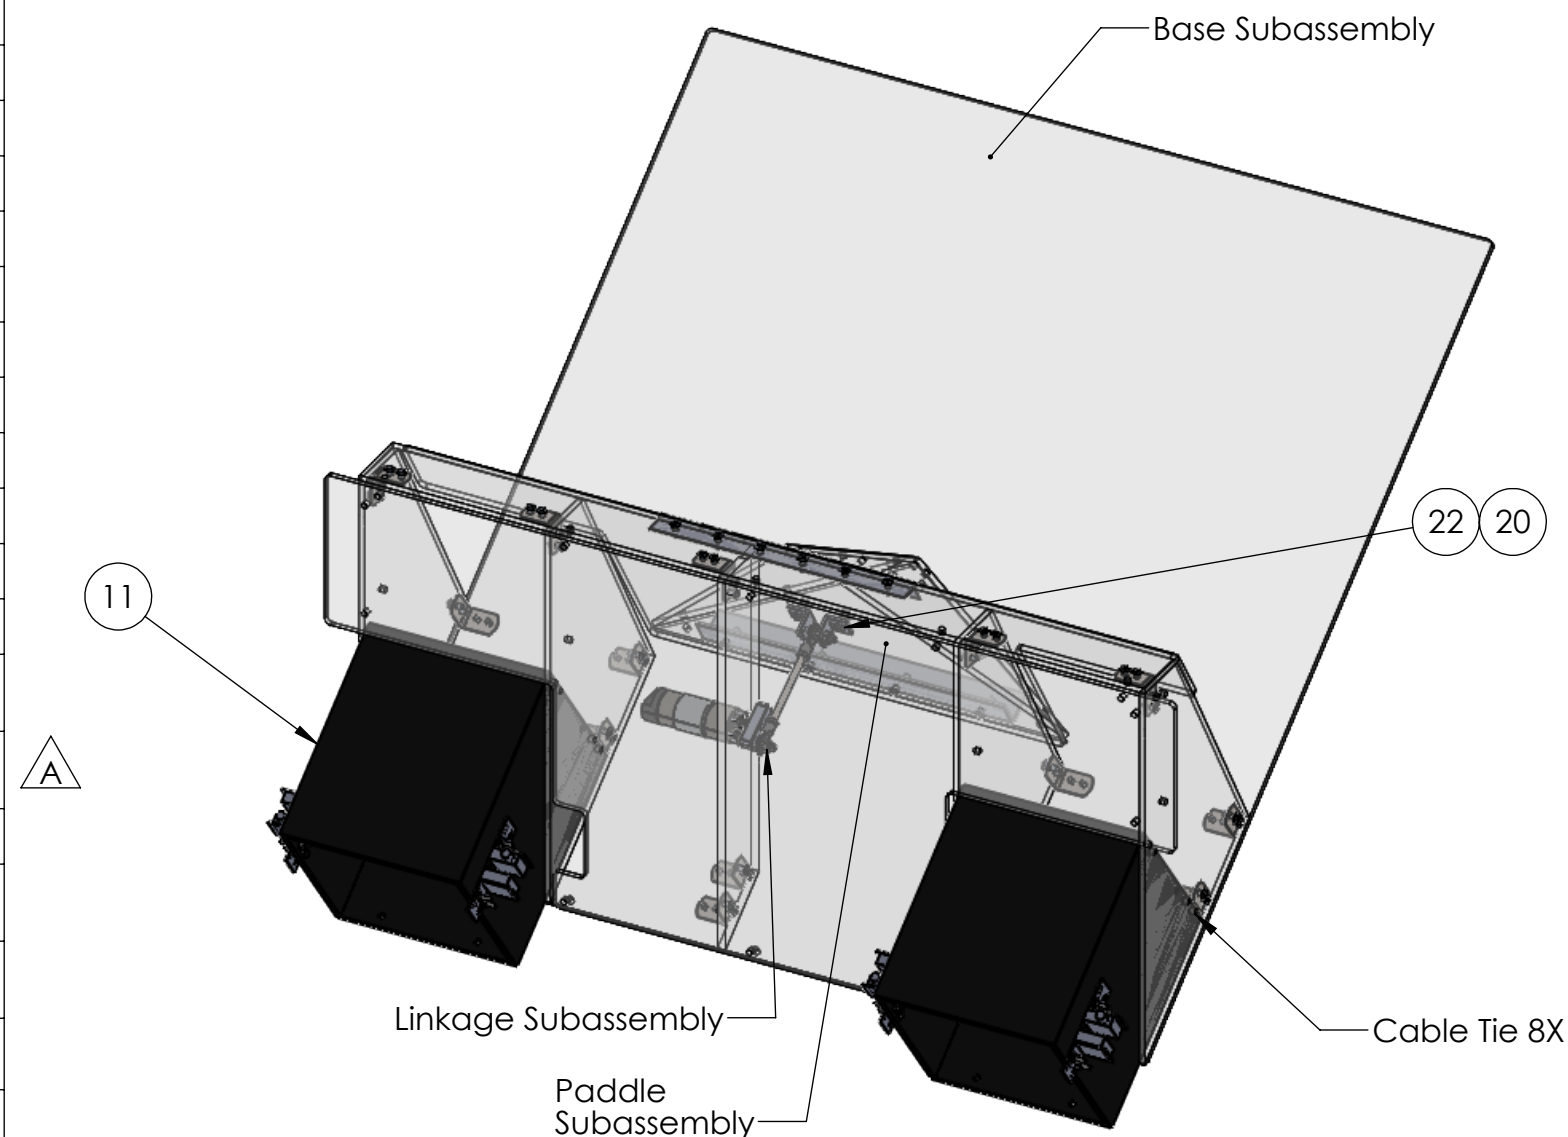 Base Subassembly
22 20
11
A
Linkage Subassembly
Cable Tie 8X
Paddle
Subassembly